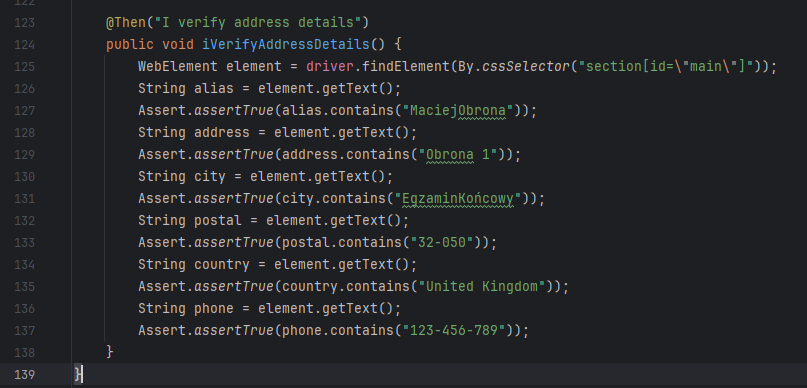 122
123 @Then("I verify address details")
124 public void iVerifyAddressDetails() {
125 WebElement element = driver.findElement(By.cssSelector("section[id=\"main\"]"));
126 String alias = element.getText();
127 Assert.assertTrue(alias.contains("MaciejObrona"));
128 String address = element.getText();
129 Assert.assertTrue(address.contains("Obrona 1"));
130 String city = element.getText();
131 Assert.assertTrue(city.contains("EgzaminKońcowy"));
132 String postal = element.getText();
133 Assert.assertTrue(postal.contains("32-050"));
134 String country = element.getText();
135 Assert.assertTrue(country.contains("United Kingdom"));
136 String phone = element.getText();
137 Assert.assertTrue(phone.contains("123-456-789"));
138 }
139 }